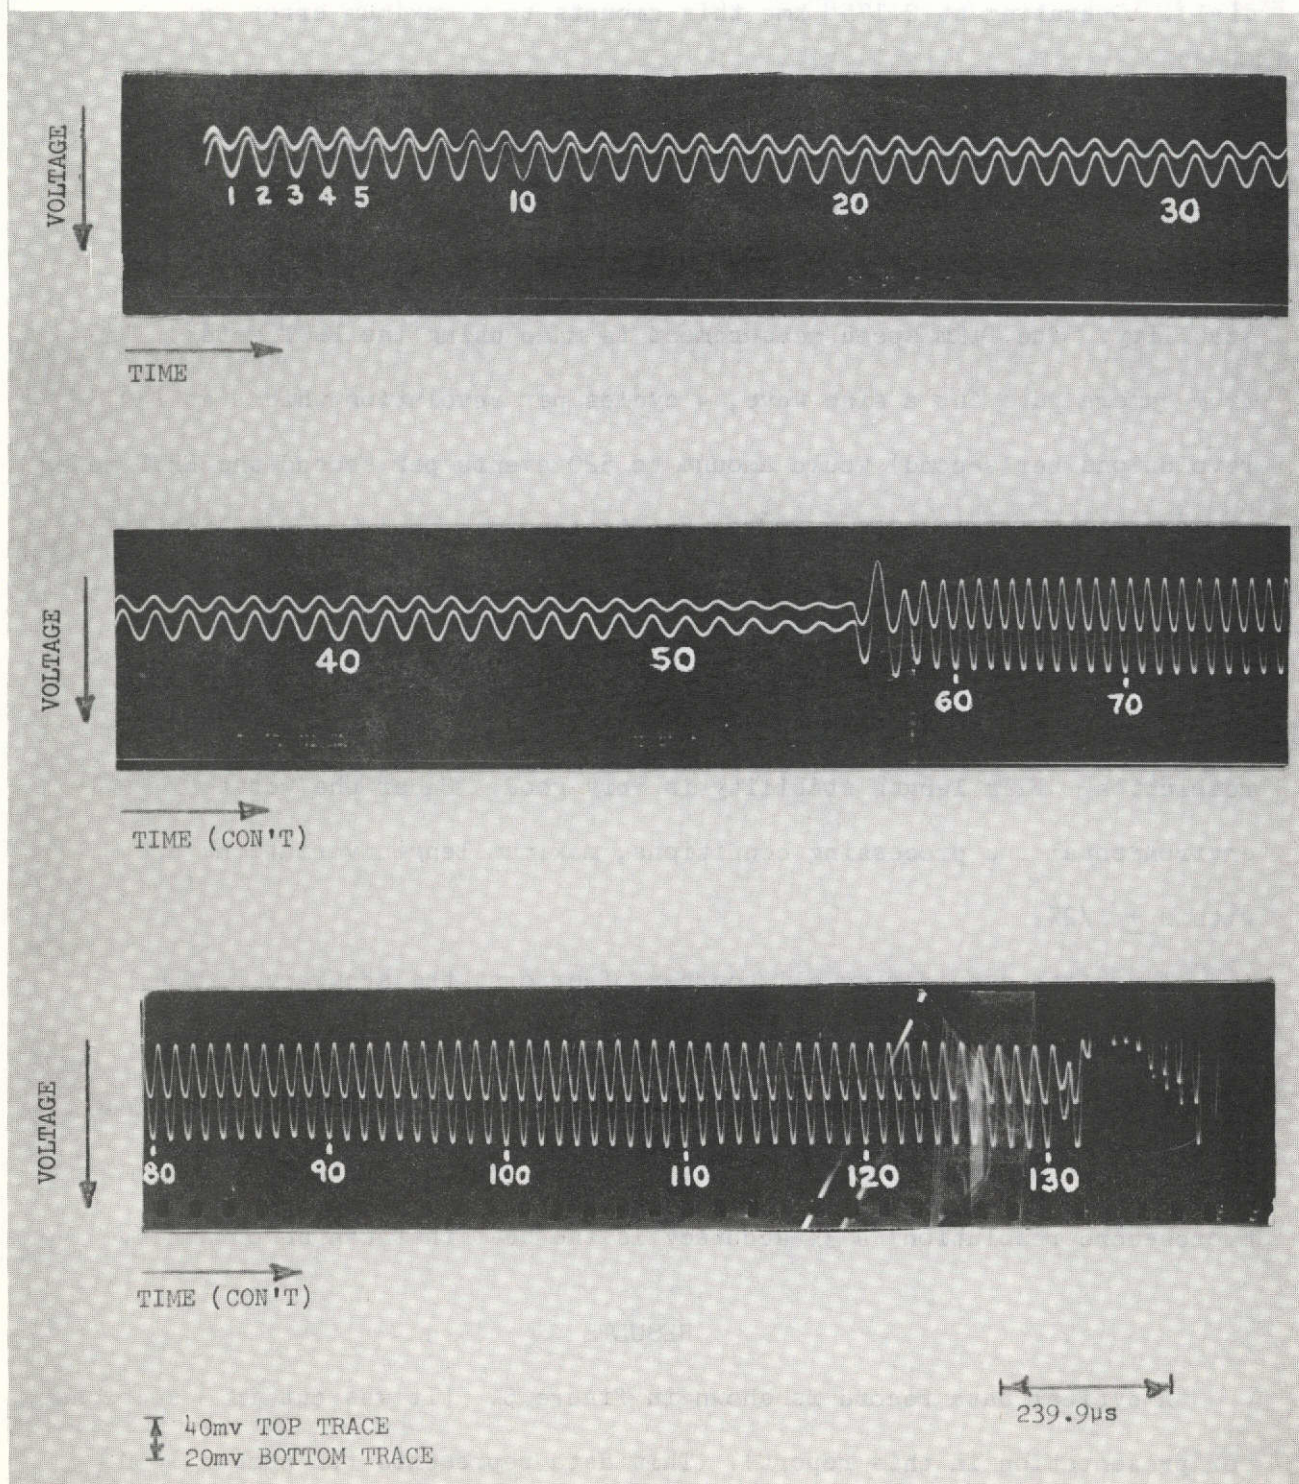 VOLTAGE
1 2 3 4 5 10 20 30
TIME
VOLTAGE
40 50 60 70
TIME (CON'T)
VOLTAGE
80 90 100 110 120 130
TIME (CON'T)
239.9µs
40mv TOP TRACE
20mv BOTTOM TRACE